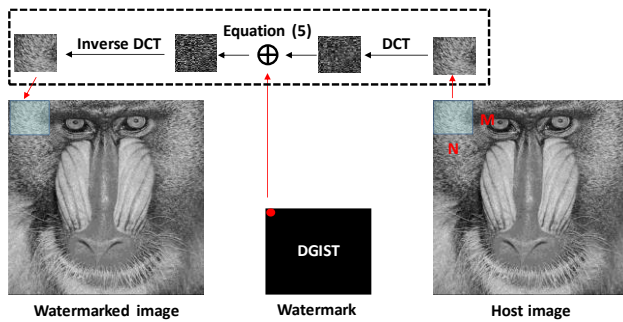 Equation (5)
Inverse DCT
DCT
M
N
DGIST
Watermarked image
Watermark
Host image